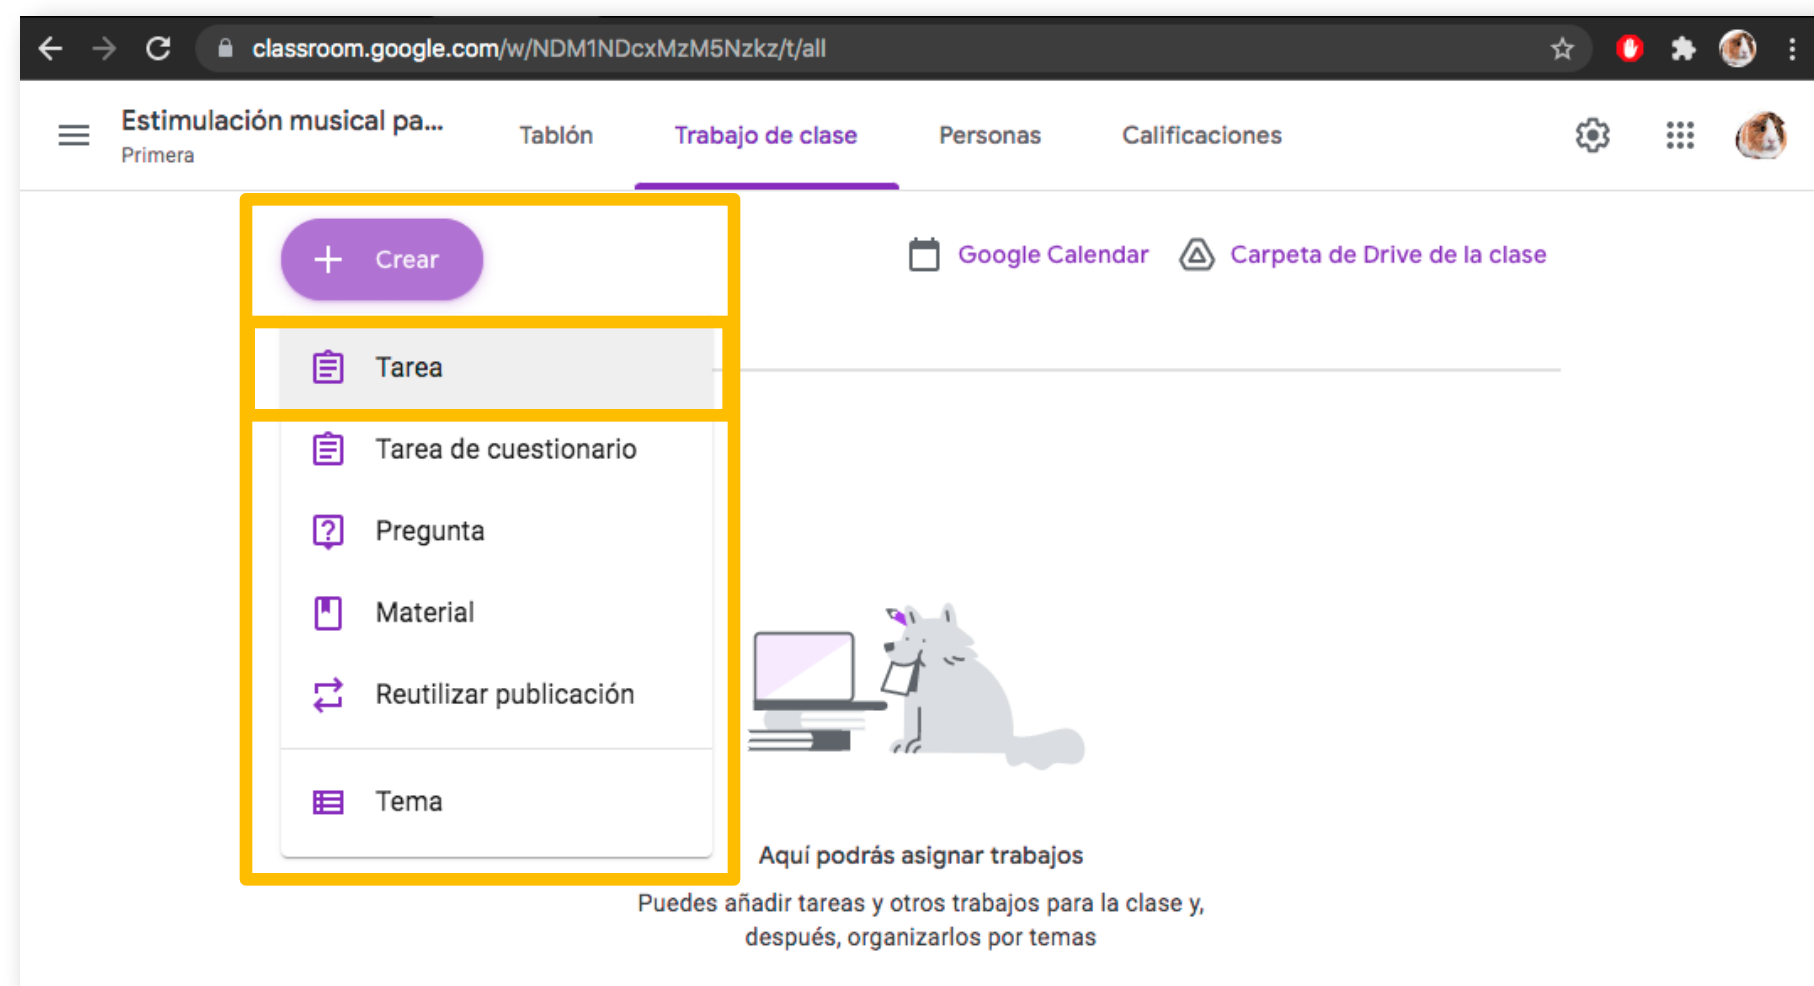 classroom.google.com/w/NDM1NDcxMzM5Nzkz/t/all
Estimulación musical pa...
Primera
Tablón
Trabajo de clase
Personas
Calificaciones
Crear
Google Calendar
Carpeta de Drive de la clase
Tarea
Tarea de cuestionario
Pregunta
Material
Reutilizar publicación
Tema
Aquí podrás asignar trabajos
Puedes añadir tareas y otros trabajos para la clase y,
después, organizarlos por temas